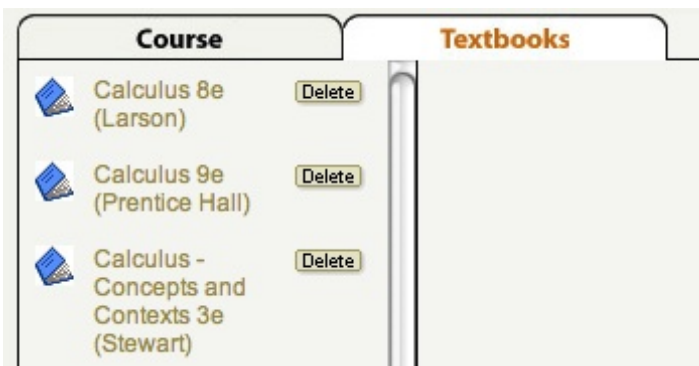 Course
Textbooks
Calculus 8e
(Larson)
Delete
Calculus 9e
(Prentice Hall)
Delete
Calculus -
Concepts and
Contexts 3e
(Stewart)
Delete